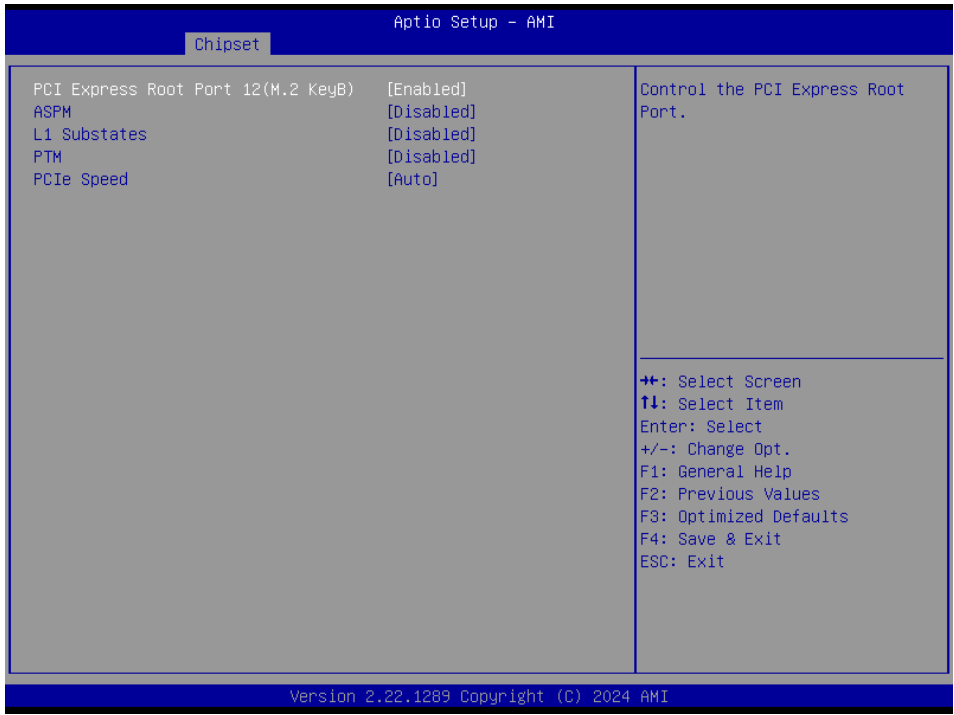 Aptio Setup - AMI
Chipset
PCI Express Root Port 12(M.2 KeyB) [Enabled]
ASPM [Disabled]
L1 Substates [Disabled]
PTM [Disabled]
PCIe Speed [Auto]
Control the PCI Express Root
Port.
→←: Select Screen
↑↓: Select Item
Enter: Select
+/-: Change Opt.
F1: General Help
F2: Previous Values
F3: Optimized Defaults
F4: Save & Exit
ESC: Exit
Version 2.22.1289 Copyright (C) 2024 AMI